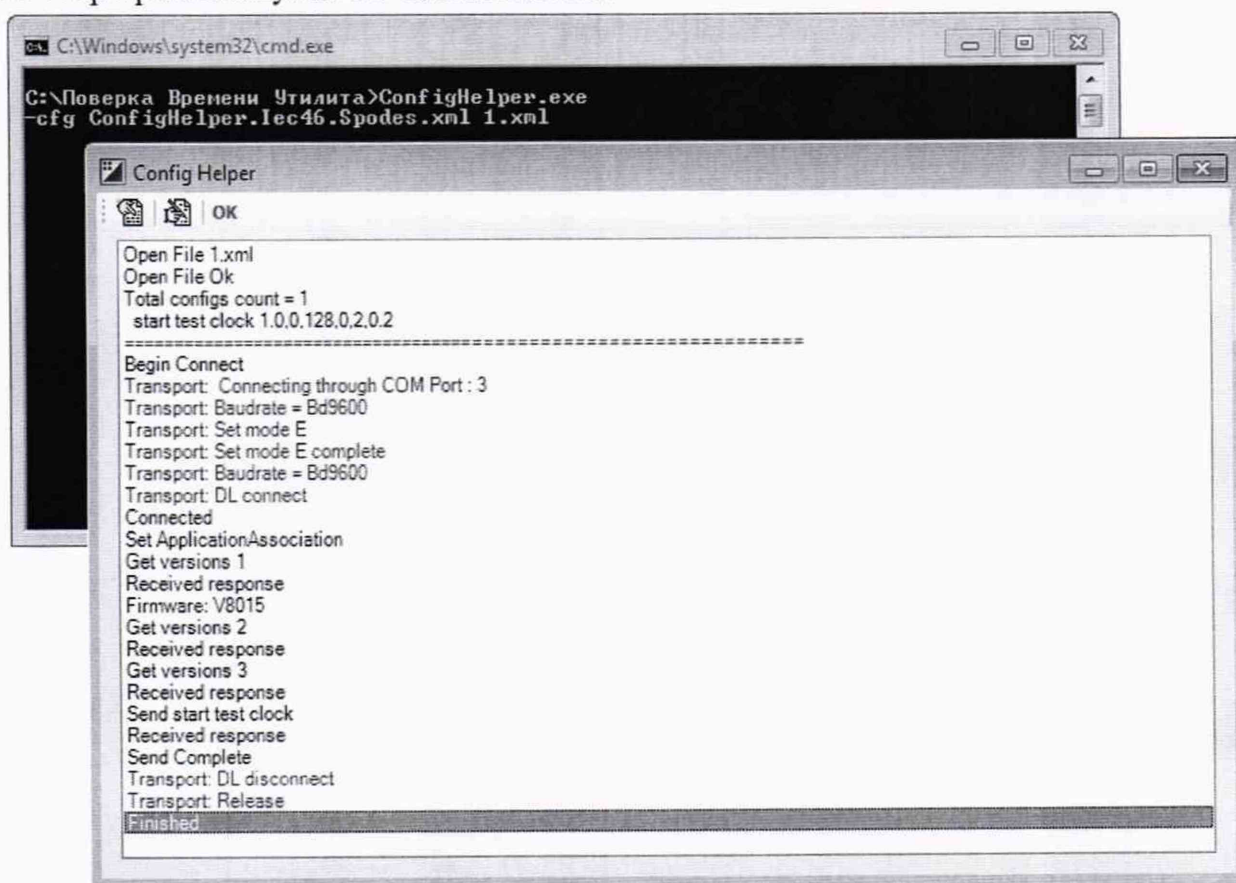 C:\Windows\system32\cmd.exe
C:\Поверка Времени Утилита>ConfigHelper.exe
-cfg ConfigHelper.Iec46.Spodes.xml 1.xml
Config Helper
OK
Open File 1.xml
Open File Ok
Total configs count = 1
start test clock 1.0,0,128,0,2,0.2
=====================================================================
Begin Connect
Transport: Connecting through COM Port : 3
Transport: Baudrate = Bd9600
Transport: Set mode E
Transport: Set mode E complete
Transport: Baudrate = Bd9600
Transport: DL connect
Connected
Set ApplicationAssociation
Get versions 1
Received response
Firmware: V8015
Get versions 2
Received response
Get versions 3
Received response
Send start test clock
Received response
Send Complete
Transport: DL disconnect
Transport: Release
Finished